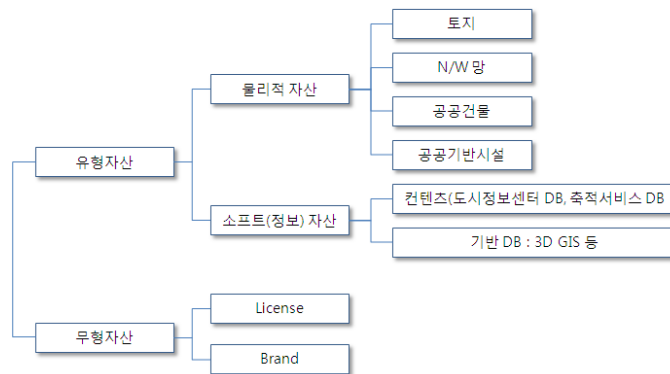 유형자산
물리적 자산
토지
N/W 망
공공건물
공공기반시설
소프트(정보) 자산
컨텐츠(도시정보센터 DB, 축적서비스 DB
기반 DB : 3D GIS 등
무형자산
License
Brand